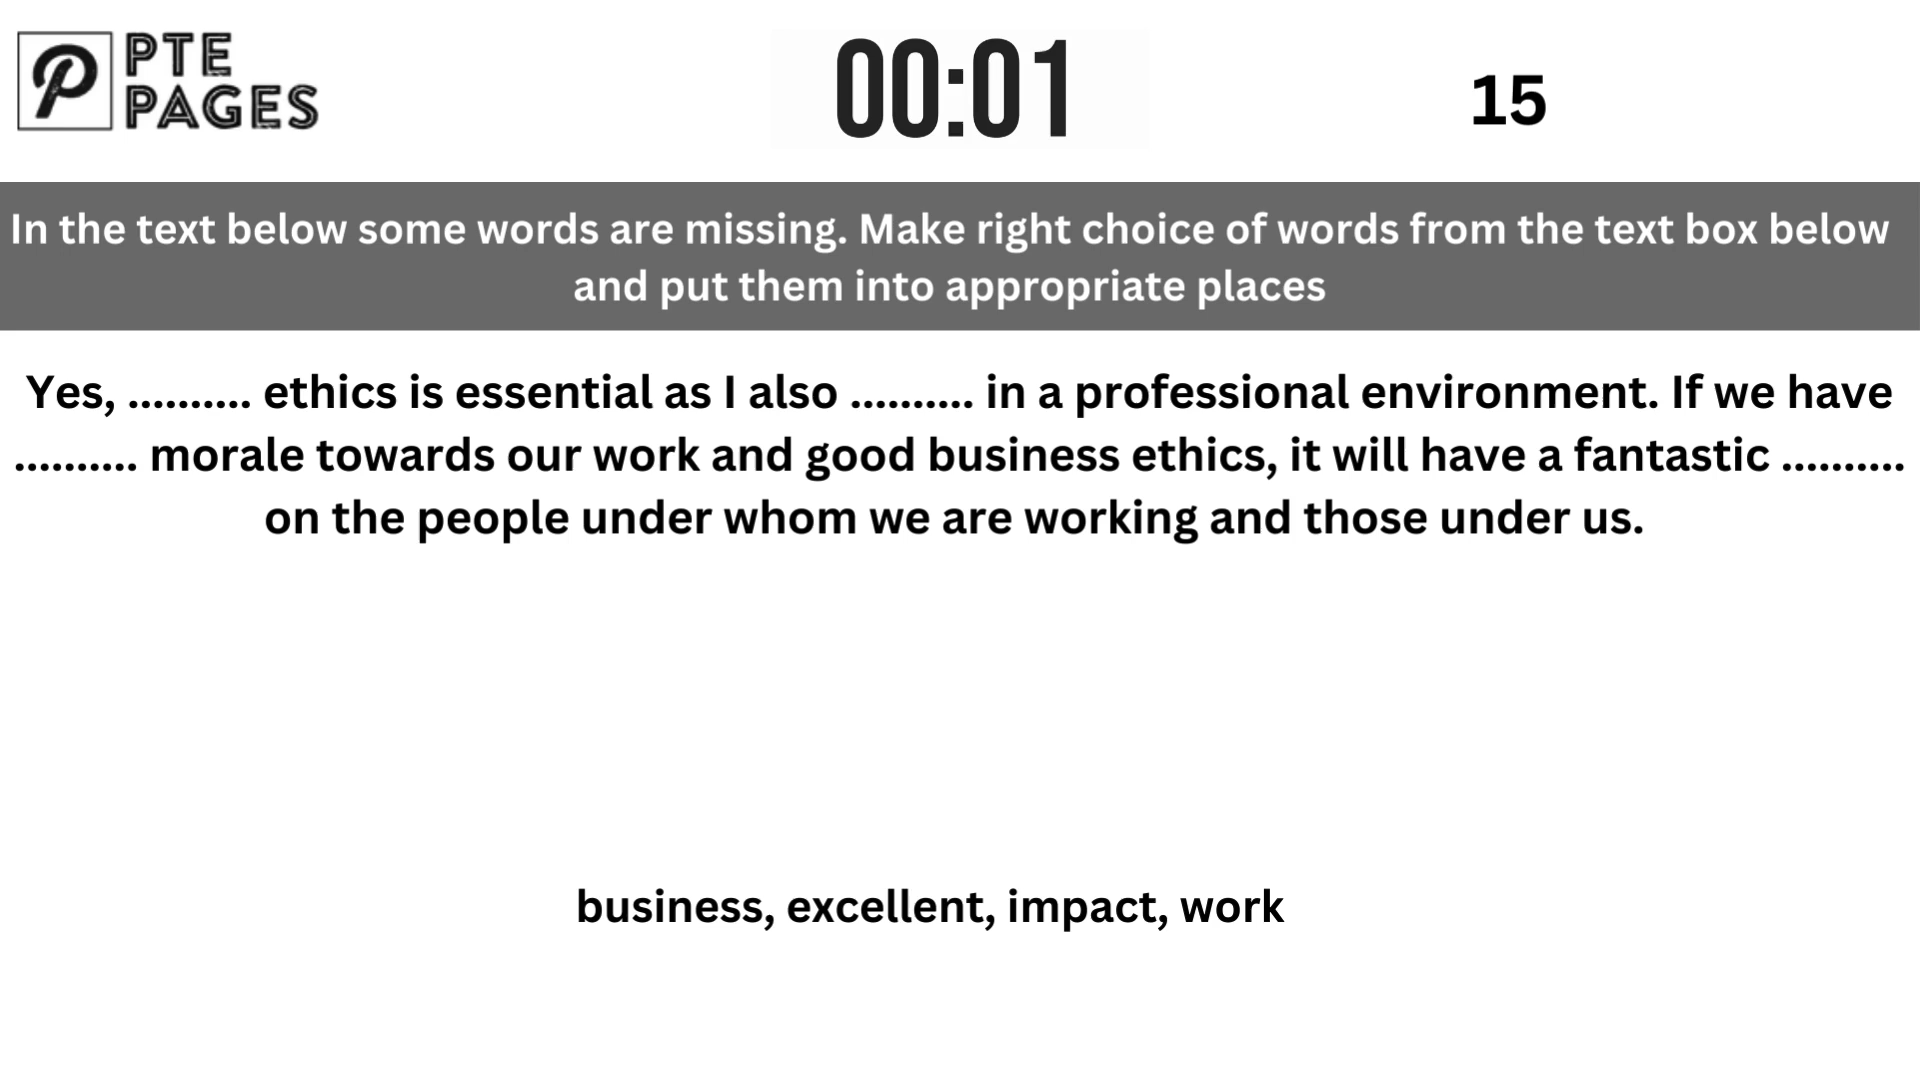 PTE
PAGES
00:01
15
In the text below some words are missing. Make right choice of words from the text box below
and put them into appropriate places
Yes, .......... ethics is essential as I also .......... in a professional environment. If we have
.......... morale towards our work and good business ethics, it will have a fantastic ..........
on the people under whom we are working and those under us.
business, excellent, impact, work